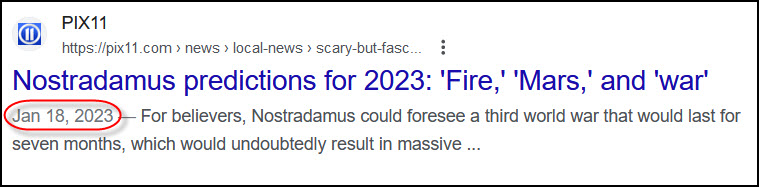 PIX11
https://pix11.com › news › local-news › scary-but-fasc...
Nostradamus predictions for 2023: 'Fire,' 'Mars,' and 'war'
Jan 18, 2023 — For believers, Nostradamus could foresee a third world war that would last for
seven months, which would undoubtedly result in massive ...